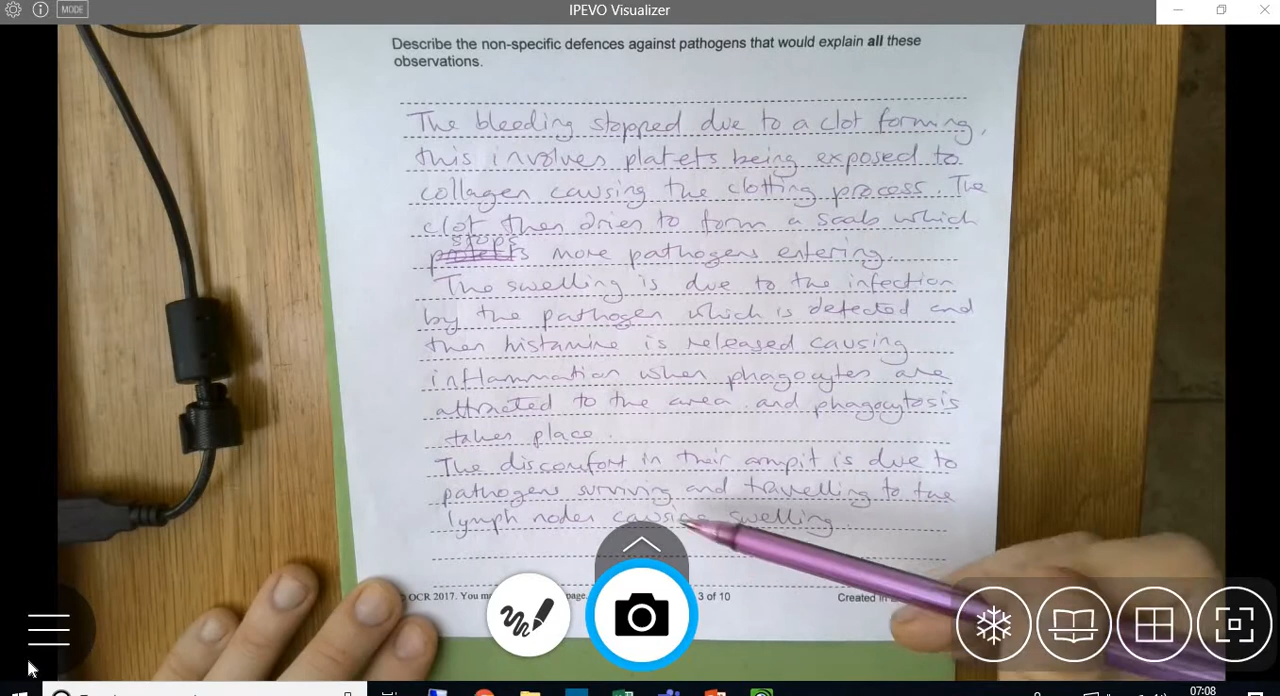 IPEVO Visualizer
MODE
Describe the non-specific defences against pathogens that would explain all these
observations.
The bleeding stopped due to a clot forming,
this involves platets being exposed to
collagen causing the clotting process. The
clot then dries to form a scab which
stops
more pathogens entering.
The swelling is due to the infection
by the pathogen which is detected and
then histamine is released causing
inflammation when phagocytes are
attracted to the area and phagocytosis
takes place.
The discomfort in their armpit is due to
pathogens surviving and travelling to the
lymph nodes causing swelling
OCR 2017. You page. 3 of 10 Created in
07:08